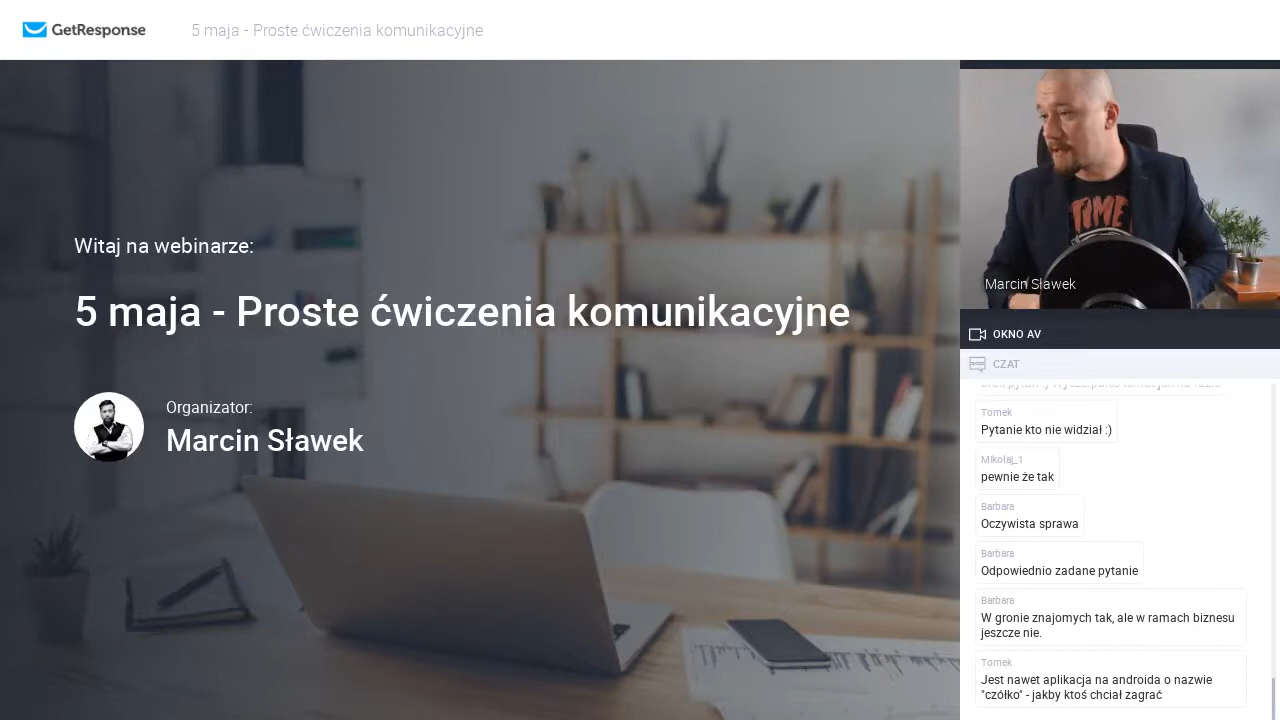 GetResponse
5 maja - Proste ćwiczenia komunikacyjne
Witaj na webinarze:
5 maja - Proste ćwiczenia komunikacyjne
Organizator:
Marcin Sławek
TIME
Marcin Sławek
OKNO AV
CZAT
Tomek
Pytanie kto nie widział :)
Mikołaj_1
pewnie że tak
Barbara
Oczywista sprawa
Barbara
Odpowiednio zadane pytanie
Barbara
W gronie znajomych tak, ale w ramach biznesu
jeszcze nie.
Tomek
Jest nawet aplikacja na androida o nazwie
"czółko" - jakby ktoś chciał zagrać